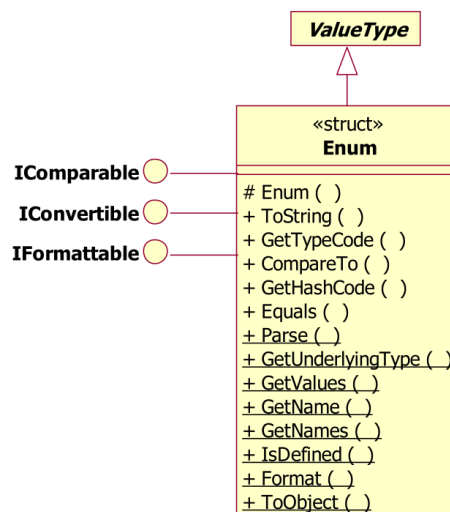 ValueType
«struct»
Enum
IComparable
IConvertible
IFormattable
# Enum ( )
+ ToString ( )
+ GetTypeCode ( )
+ CompareTo ( )
+ GetHashCode ( )
+ Equals ( )
+ Parse ( )
+ GetUnderlyingType ( )
+ GetValues ( )
+ GetName ( )
+ GetNames ( )
+ IsDefined ( )
+ Format ( )
+ ToObject ( )